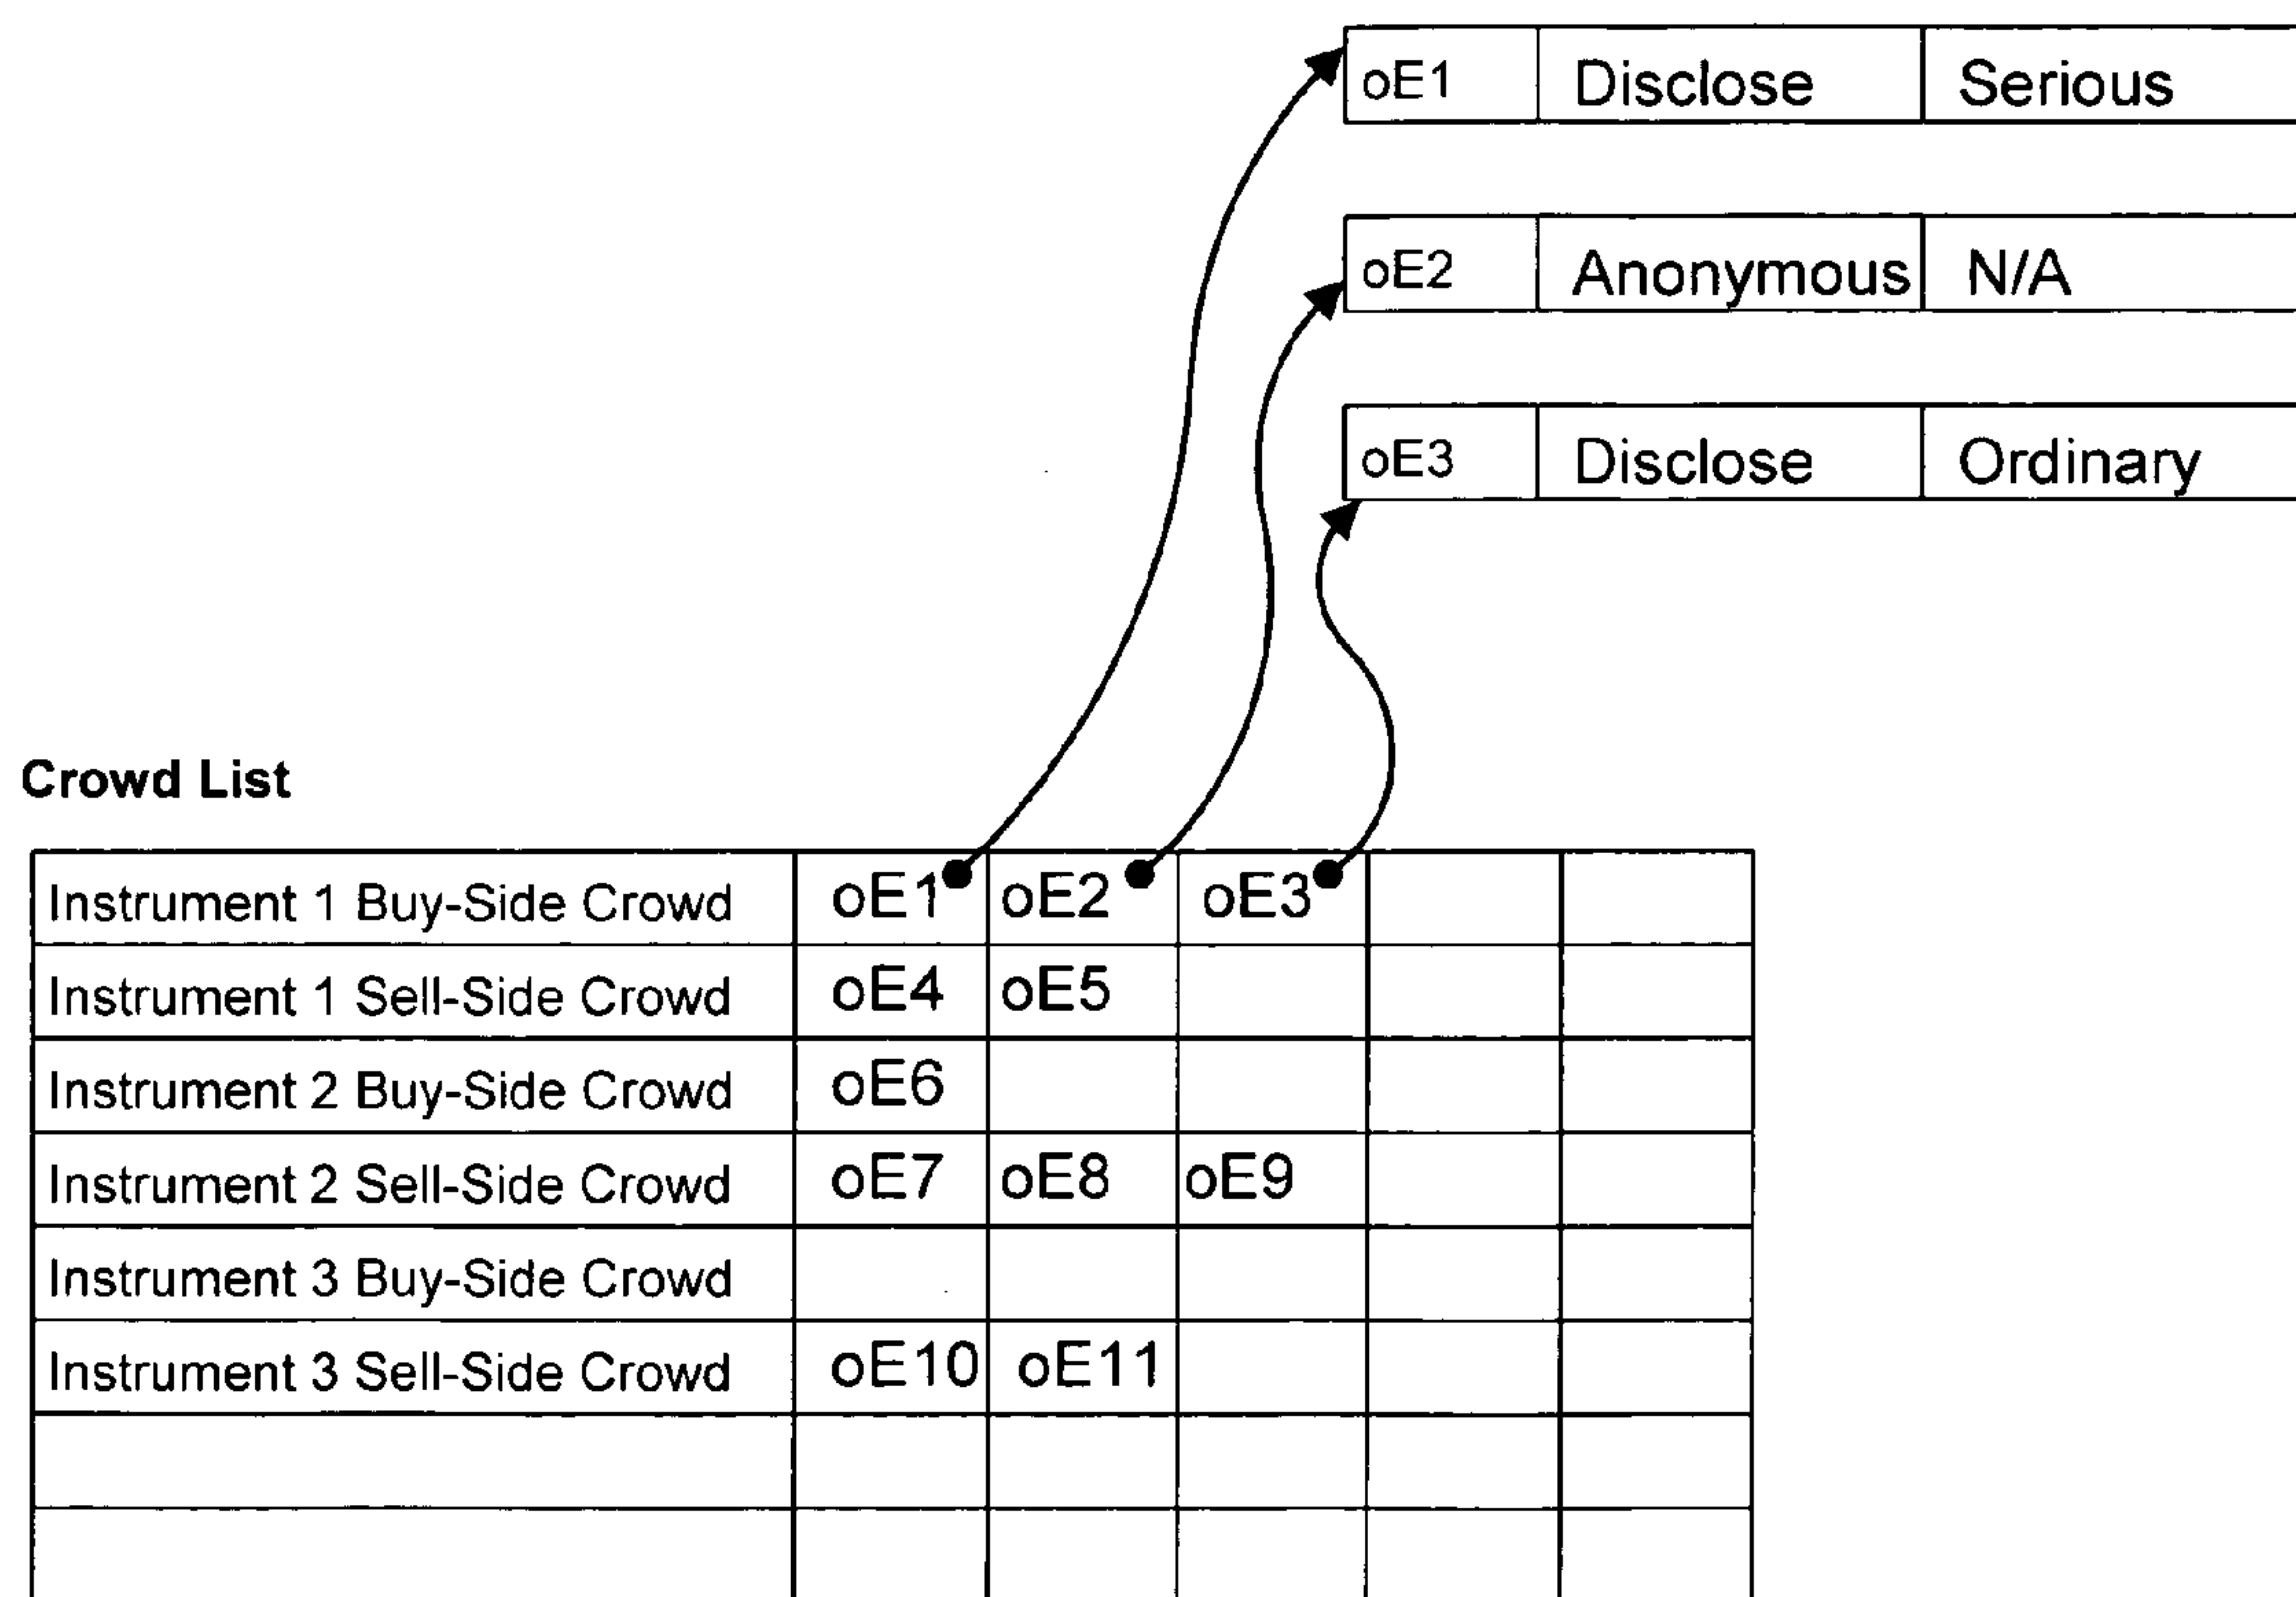 oE1 Disclose Serious
oE2 Anonymous N/A
oE3 Disclose Ordinary
Crowd List
Instrument 1 Buy-Side Crowd oE1 oE2 oE3
Instrument 1 Sell-Side Crowd oE4 oE5
Instrument 2 Buy-Side Crowd oE6
Instrument 2 Sell-Side Crowd oE7 oE8 oE9
Instrument 3 Buy-Side Crowd
Instrument 3 Sell-Side Crowd oE10 oE11